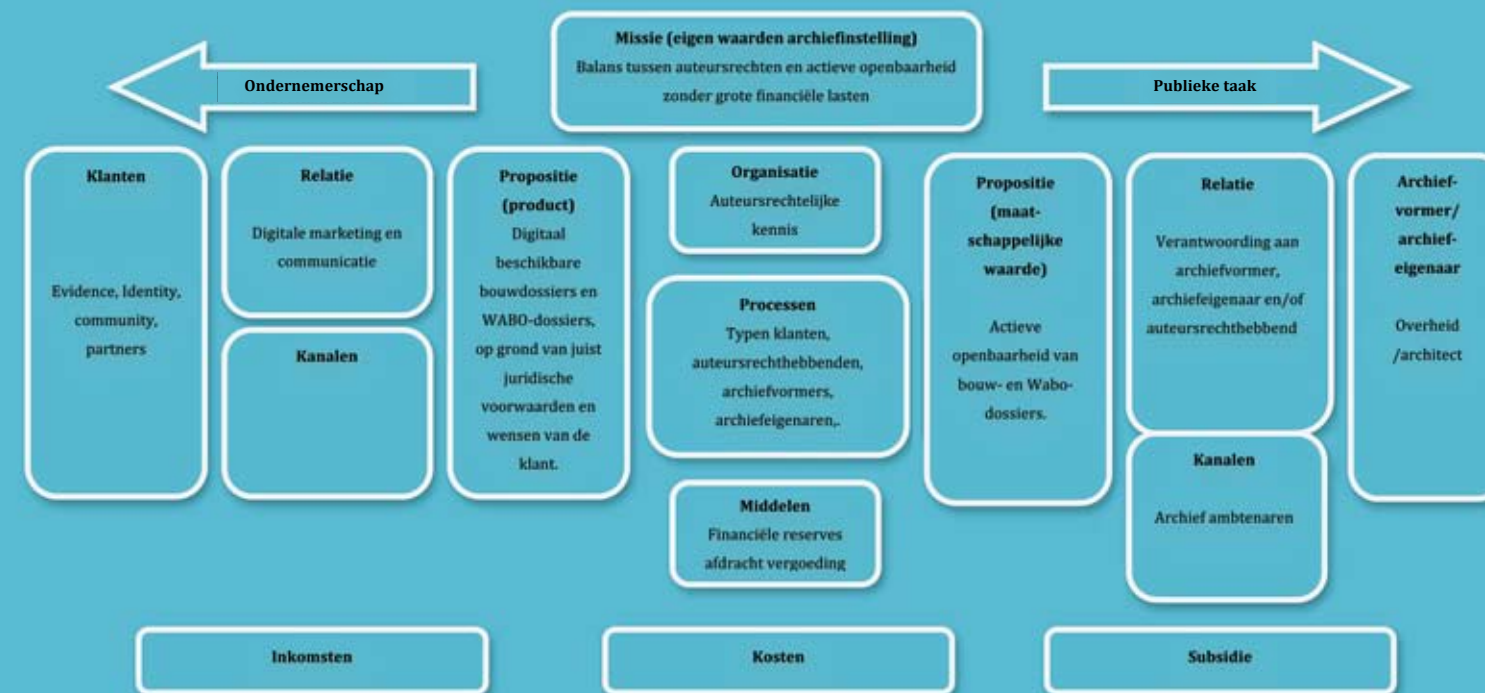 Missie (eigen waarden archiefinstelling)
Balans tussen auteursrechten en actieve openbaarheid
zonder grote financiële lasten
Ondernemerschap
Publieke taak
Klanten
Evidence, Identity,
community,
partners
Relatie
Digitale marketing en
communicatie
Kanalen
Propositie
(product)
Digitaal
beschikbare
bouwdossiers en
WABO-dossiers,
op grond van juist
juridische
voorwaarden en
wensen van de
klant.
Organisatie
Auteursrechtelijke
kennis
Processen
Typen klanten,
auteursrechthebbenden,
archiefvormers,
archiefeigenaren,.
Middelen
Financiële reserves
afdracht vergoeding
Propositie
(maat-
schappelijke
waarde)
Actieve
openbaarheid van
bouw- en Wabo-
dossiers.
Relatie
Verantwoording aan
archiefvormer,
archiefeigenaar en/of
auteursrechthebbend
Kanalen
Archief ambtenaren
Archief-
vormer/
archief-
eigenaar
Overheid
/architect
Inkomsten
Kosten
Subsidie